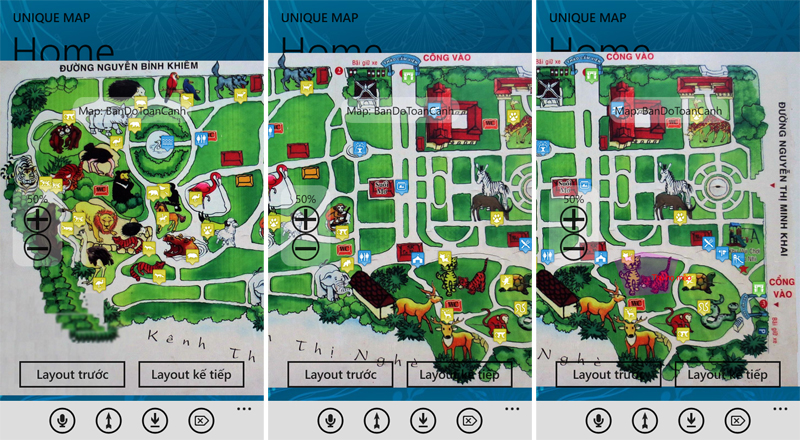 UNIQUE MAP
Home
ĐƯỜNG NGUYỄN BỈNH KHIÊM
Map: BanDoToanCanh
50%
Kênh Th
Layout trước
Layout kế tiếp
UNIQUE MAP
Home
Bãi giữ xe
CỔNG VÀO
2
Map: BanDoToanCanh
50%
Thị Nghè
Layout trước
Layout kế tiếp
UNIQUE MAP
Home
Bãi giữ xe
CỔNG VÀO
Map: BanDoToanCanh
ĐƯỜNG NGUYỄN THỊ MINH KHAI
50%
CỔNG
VÀO
3
Bãi giữ xe
Nghè
Layout trước
Layout kế tiếp